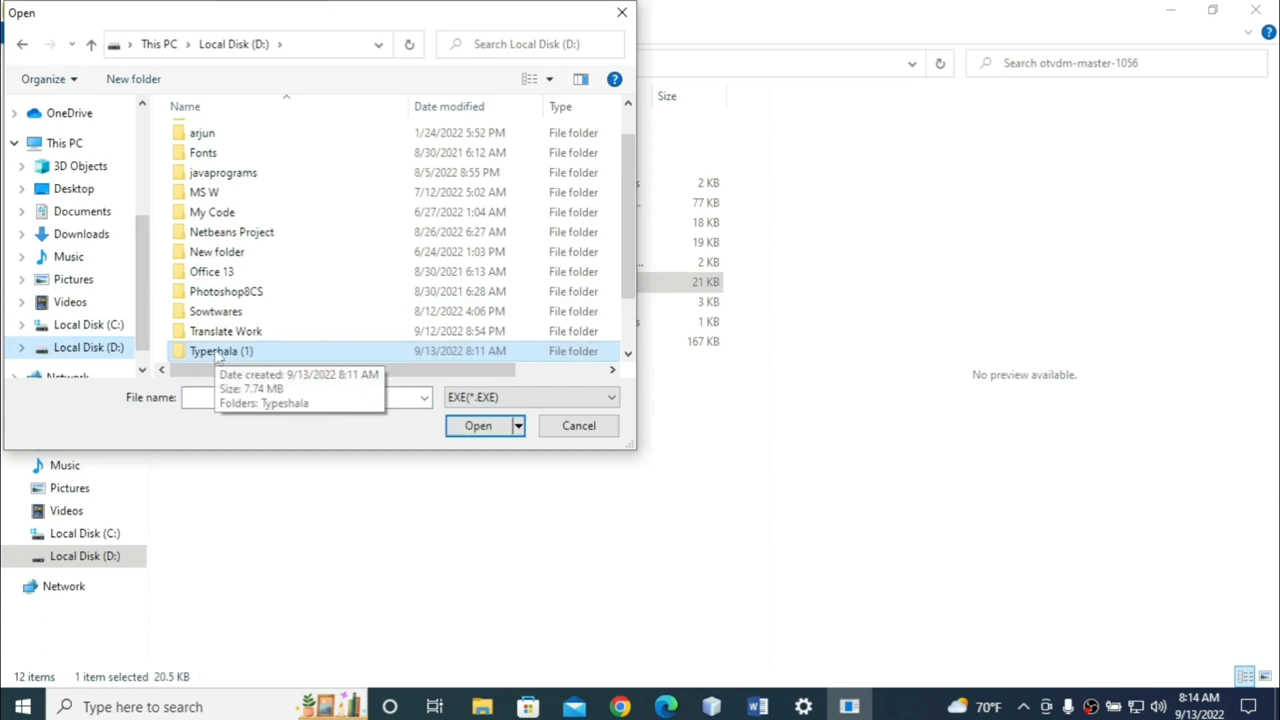 Open
This PC > Local Disk (D:) >
Search Local Disk (D:)
Search otvdm-master-1056
Organize
New folder
Name
Date modified
Type
Size
OneDrive
This PC
3D Objects
Desktop
Documents
Downloads
Music
Pictures
Videos
Local Disk (C:)
Local Disk (D:)
arjun 1/24/2022 5:52 PM File folder
Fonts 8/30/2021 6:12 AM File folder
javaprograms 8/5/2022 8:55 PM File folder
MS W 7/12/2022 5:02 AM File folder
My Code 6/27/2022 1:04 AM File folder
Netbeans Project 8/26/2022 6:27 AM File folder
New folder 6/24/2022 1:03 PM File folder
Office 13 8/30/2021 6:13 AM File folder
Photoshop8CS 8/30/2021 6:28 AM File folder
Sowtwares 8/12/2022 4:06 PM File folder
Translate Work 9/12/2022 8:54 PM File folder
Typeshala (1) 9/13/2022 8:11 AM File folder
Date created: 9/13/2022 8:11 AM
Size: 7.74 MB
Folders: Typeshala
File name:
EXE(*.EXE)
Open
Cancel
2 KB
77 KB
18 KB
19 KB
2 KB
21 KB
3 KB
1 KB
167 KB
No preview available.
Music
Pictures
Videos
Local Disk (C:)
Local Disk (D:)
Network
12 items
1 item selected 20.5 KB
Type here to search
70°F
8:14 AM
9/13/2022